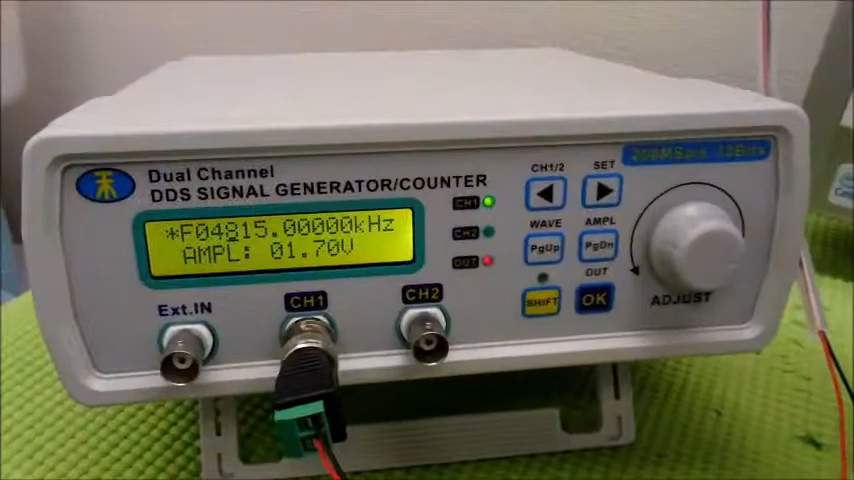 Dual Channel
DDS SIGNAL GENERATOR/COUNTER
200MSa/s 12Bits
*F04815.00000kHz
AMPL: 01.70V
CH1
CH2
OUT
CH1/2
SET
WAVE
AMPL
PgUp
PgDn
OUT
SHIFT
OK
ADJUST
Ext.IN
CH1
CH2